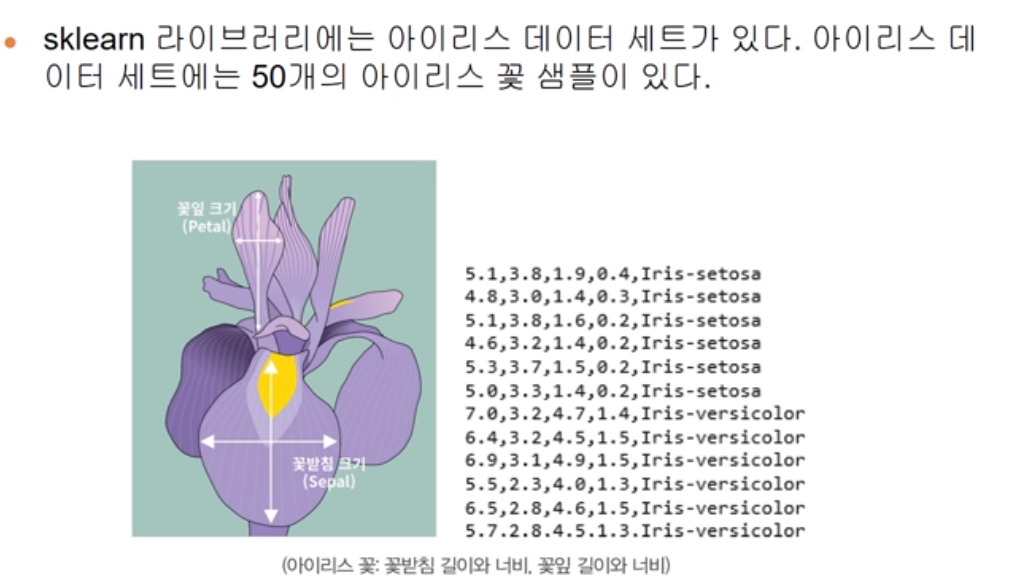 • sklearn 라이브러리에는 아이리스 데이터 세트가 있다. 아이리스 데
이터 세트에는 50개의 아이리스 꽃 샘플이 있다.
꽃잎 크기
(Petal)
꽃받침 크기
(Sepal)
5.1,3.8,1.9,0.4,Iris-setosa
4.8,3.0,1.4,0.3,Iris-setosa
5.1,3.8,1.6,0.2,Iris-setosa
4.6,3.2,1.4,0.2,Iris-setosa
5.3,3.7,1.5,0.2,Iris-setosa
5.0,3.3,1.4,0.2,Iris-setosa
7.0,3.2,4.7,1.4,Iris-versicolor
6.4,3.2,4.5,1.5,Iris-versicolor
6.9,3.1,4.9,1.5,Iris-versicolor
5.5,2.3,4.0,1.3,Iris-versicolor
6.5,2.8,4.6,1.5,Iris-versicolor
5.7.2.8.4.5.1.3.Iris-versicolor
(아이리스 꽃: 꽃받침 길이와 너비, 꽃잎 길이와 너비)